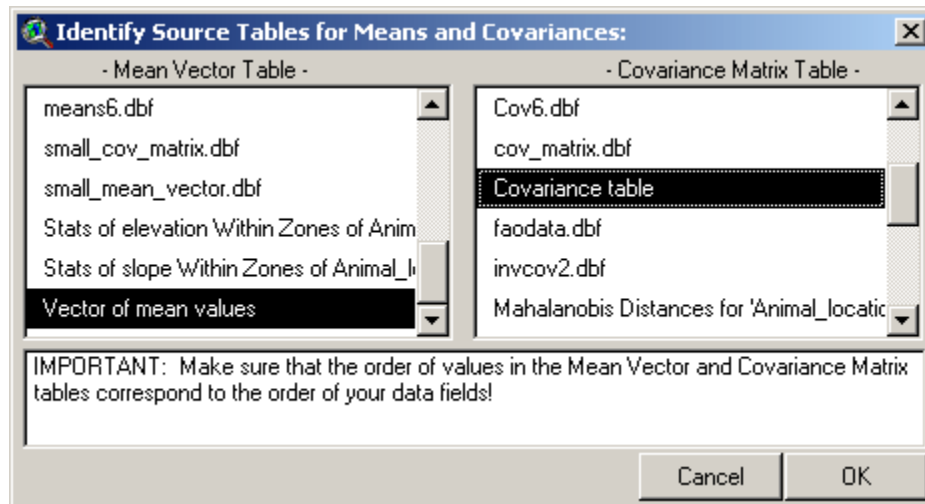 Identify Source Tables for Means and Covariances:
- Mean Vector Table -
means6.dbf
small_cov_matrix.dbf
small_mean_vector.dbf
Stats of elevation Within Zones of Anim
Stats of slope Within Zones of Animal_l
Vector of mean values
- Covariance Matrix Table -
Cov6.dbf
cov_matrix.dbf
Covariance table
faodata.dbf
invcov2.dbf
Mahalanobis Distances for 'Animal_locatic
IMPORTANT: Make sure that the order of values in the Mean Vector and Covariance Matrix
tables correspond to the order of your data fields!
Cancel
OK